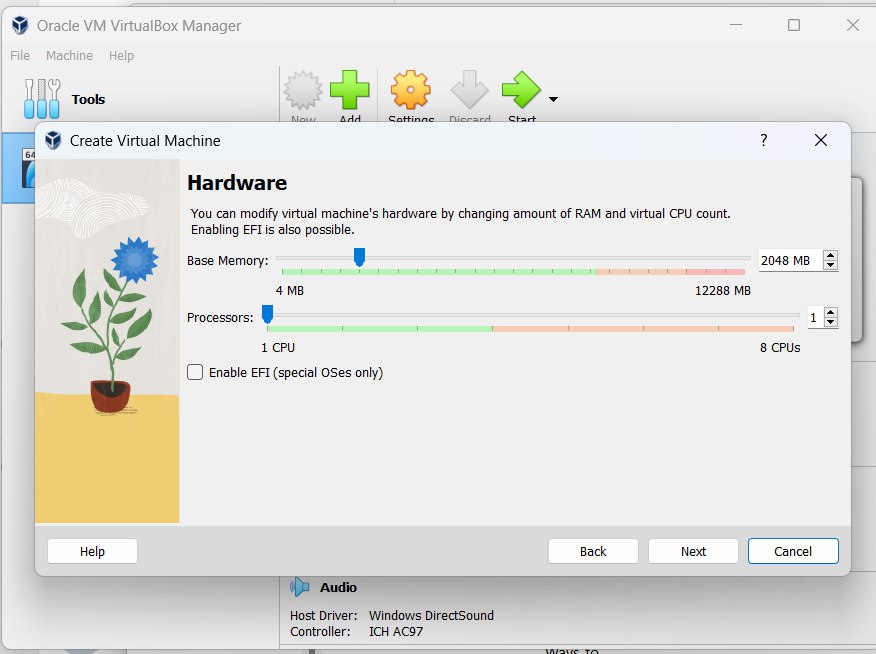 Oracle VM VirtualBox Manager
File Machine Help
Tools
New Add Settings Discard Start
64
Create Virtual Machine
?
Hardware
You can modify virtual machine's hardware by changing amount of RAM and virtual CPU count.
Enabling EFI is also possible.
Base Memory: 2048 MB
4 MB 12288 MB
Processors: 1
1 CPU 8 CPUs
Enable EFI (special OSes only)
Help Back Next Cancel
Audio
Host Driver: Windows DirectSound
Controller: ICH AC97
Ways to